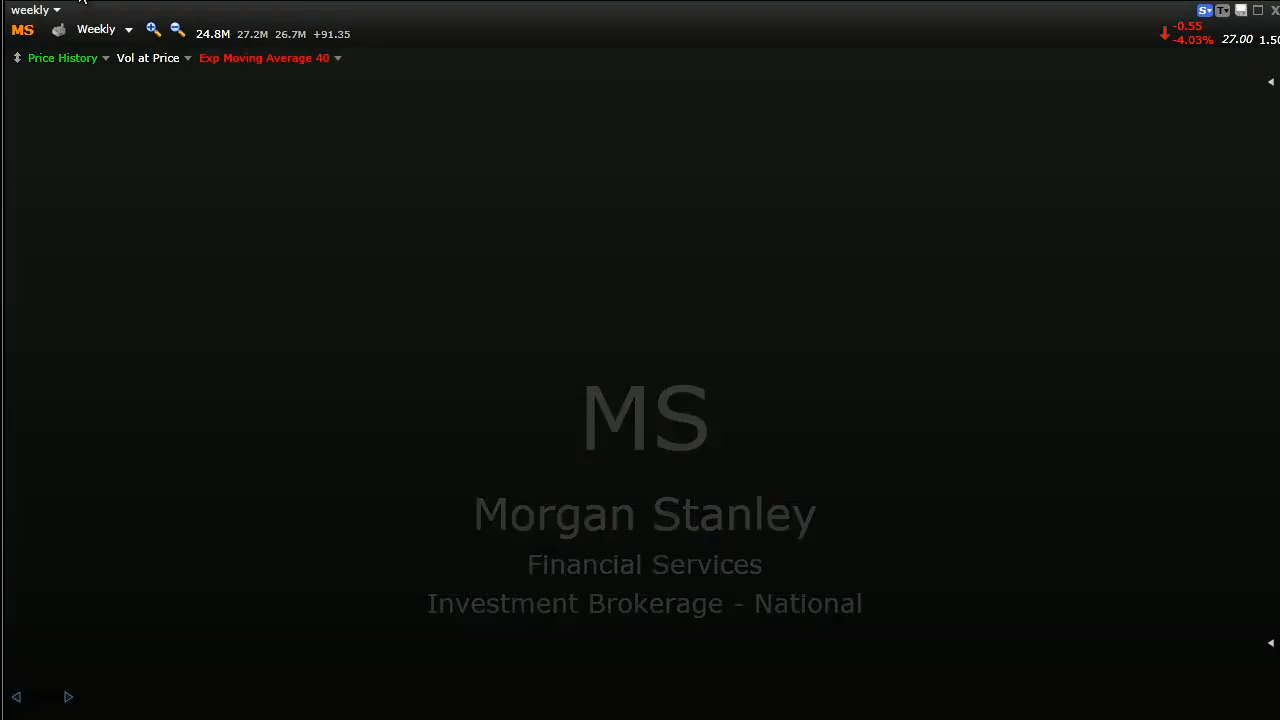 weekly
S T X
MS Weekly 24.8M 27.2M 26.7M +91.35
-0.55
-4.03% 27.00 1.50
Price History Vol at Price Exp Moving Average 40
MS
Morgan Stanley
Financial Services
Investment Brokerage - National